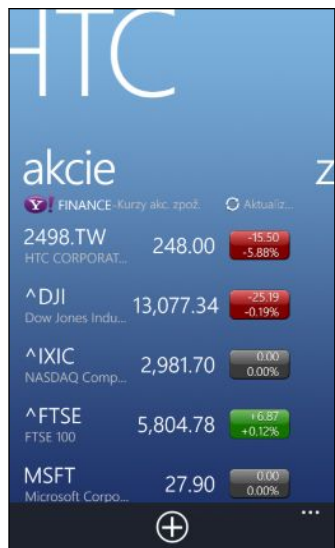 HTC
akcie z
Y! FINANCE-Kurzy akc. zpož. Aktualiz...
2498.TW 248.00 -15.50
HTC CORPORAT... -5.88%
^DJI 13,077.34 -25.19
Dow Jones Indu... -0.19%
^IXIC 2,981.70 0.00
NASDAQ Comp... 0.00%
^FTSE 5,804.78 +6.87
FTSE 100 +0.12%
MSFT 27.90 0.00
Microsoft Corpo... 0.00%
...